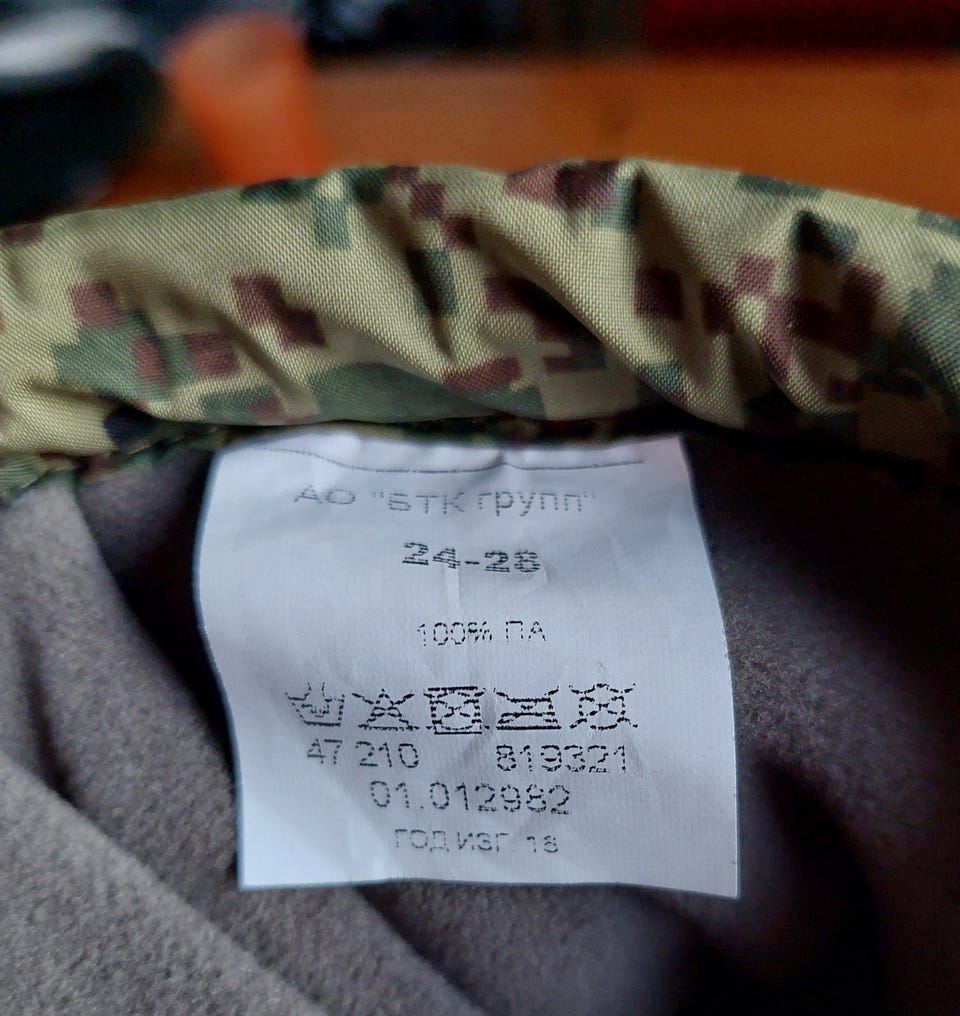 АО "БТК групп"
24-28
100% ПА
47 210 819321
01.012982
ГОД ИЗГ. 18